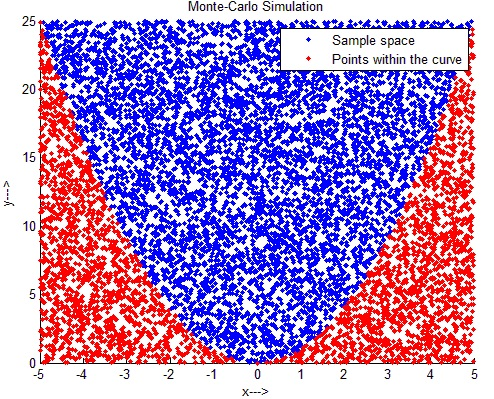 Monte-Carlo Simulation
Sample space
Points within the curve
25
20
15
10
5
0
y--->
-5 -4 -3 -2 -1 0 1 2 3 4 5
x--->